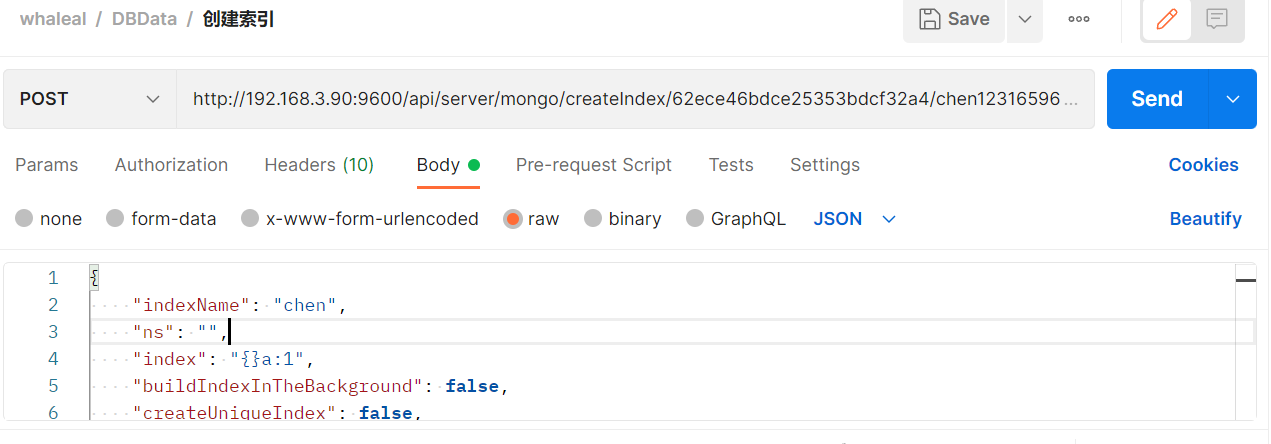 whaleal / DBData / 创建索引
Save
POST
http://192.168.3.90:9600/api/server/mongo/createIndex/62ece46bdce25353bdcf32a4/chen12316596 ...
Send
Params Authorization Headers (10) Body Pre-request Script Tests Settings Cookies
none form-data x-www-form-urlencoded raw binary GraphQL JSON Beautify
1 {
2 "indexName": "chen",
3 "ns": "",
4 "index": "{}a:1",
5 "buildIndexInTheBackground": false,
6 "createUniqueIndex": false,